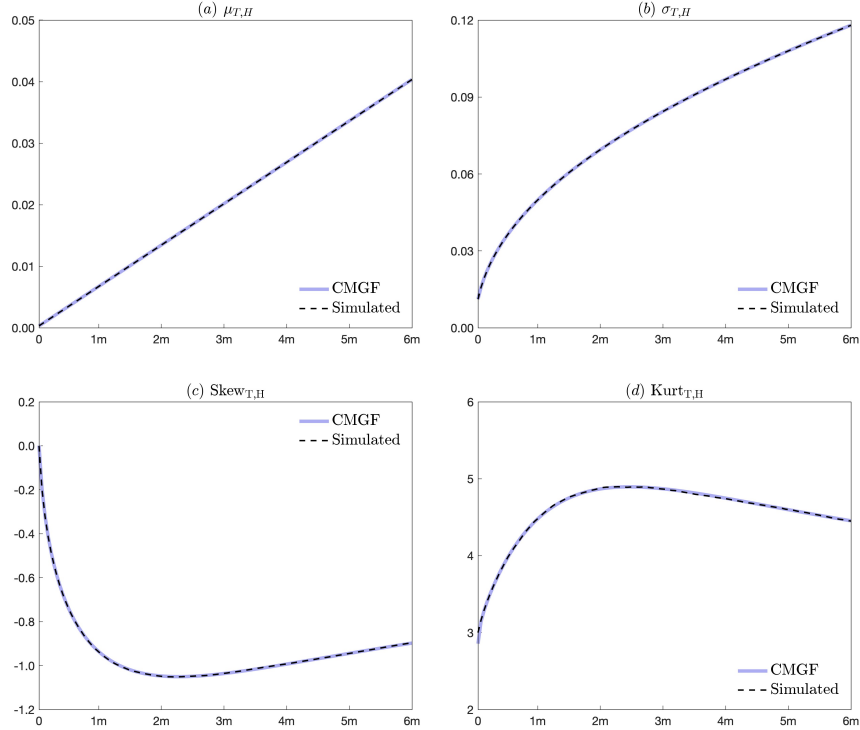 (a) μT,H
0.05
0.04
0.03
0.02
0.01
0.00
CMGF
Simulated
0 1m 2m 3m 4m 5m 6m
(b) σT,H
0.12
0.09
0.06
0.03
0.00
CMGF
Simulated
0 1m 2m 3m 4m 5m 6m
(c) SkewT,H
0.2
0.0
-0.2
-0.4
-0.6
-0.8
-1.0
-1.2
CMGF
Simulated
0 1m 2m 3m 4m 5m 6m
(d) KurtT,H
6
5
4
3
2
CMGF
Simulated
0 1m 2m 3m 4m 5m 6m